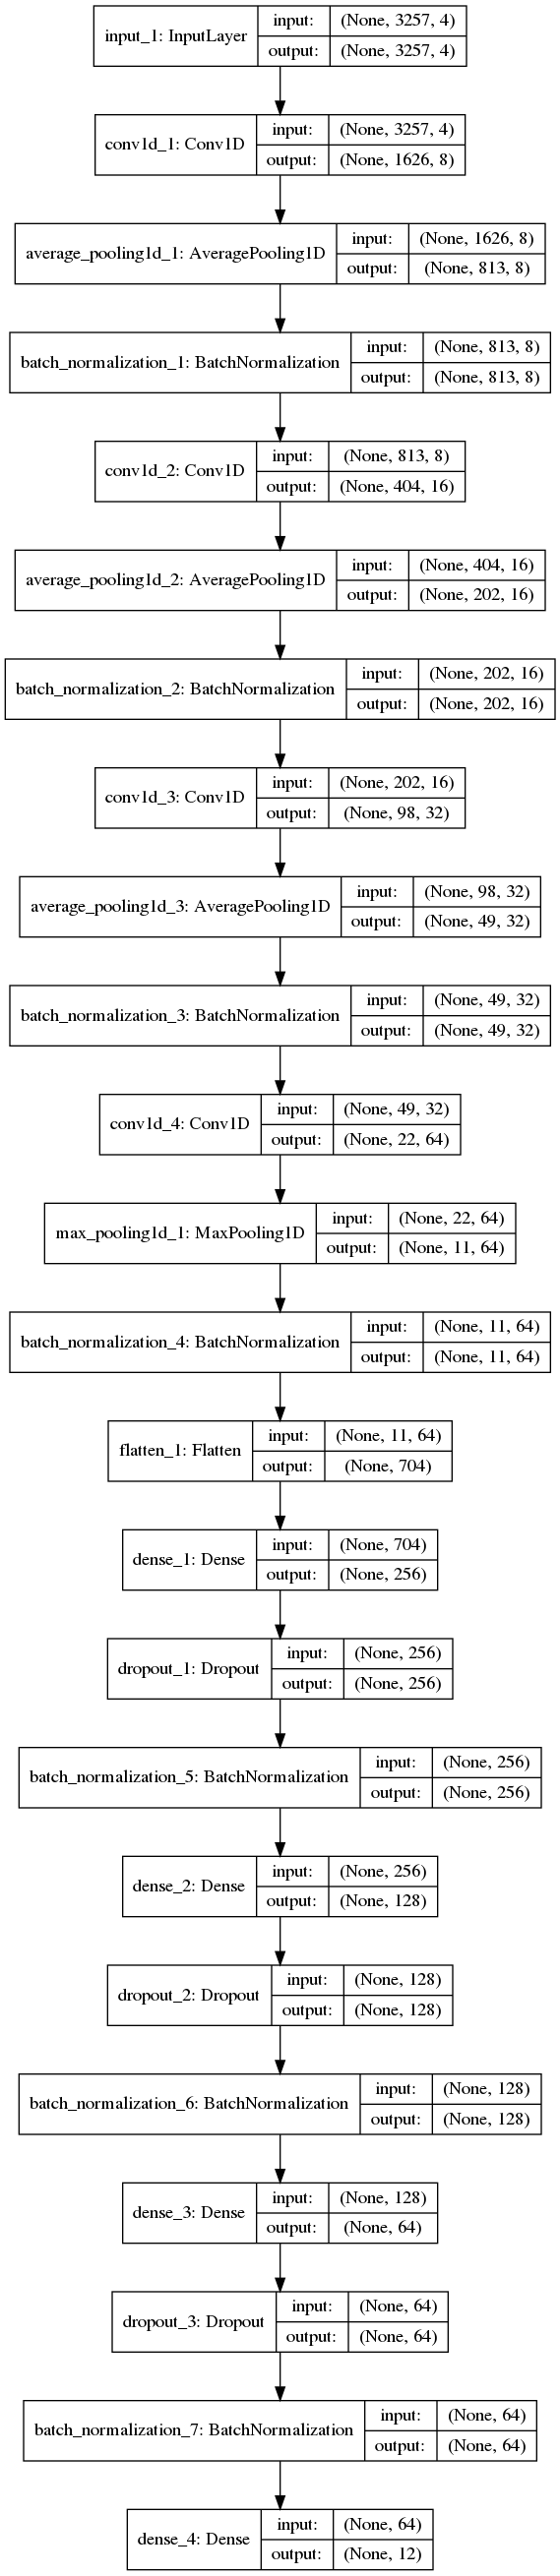 input_1: InputLayer
input: (None, 3257, 4)
output: (None, 3257, 4)
conv1d_1: Conv1D
input: (None, 3257, 4)
output: (None, 1626, 8)
average_pooling1d_1: AveragePooling1D
input: (None, 1626, 8)
output: (None, 813, 8)
batch_normalization_1: BatchNormalization
input: (None, 813, 8)
output: (None, 813, 8)
conv1d_2: Conv1D
input: (None, 813, 8)
output: (None, 404, 16)
average_pooling1d_2: AveragePooling1D
input: (None, 404, 16)
output: (None, 202, 16)
batch_normalization_2: BatchNormalization
input: (None, 202, 16)
output: (None, 202, 16)
conv1d_3: Conv1D
input: (None, 202, 16)
output: (None, 98, 32)
average_pooling1d_3: AveragePooling1D
input: (None, 98, 32)
output: (None, 49, 32)
batch_normalization_3: BatchNormalization
input: (None, 49, 32)
output: (None, 49, 32)
conv1d_4: Conv1D
input: (None, 49, 32)
output: (None, 22, 64)
max_pooling1d_1: MaxPooling1D
input: (None, 22, 64)
output: (None, 11, 64)
batch_normalization_4: BatchNormalization
input: (None, 11, 64)
output: (None, 11, 64)
flatten_1: Flatten
input: (None, 11, 64)
output: (None, 704)
dense_1: Dense
input: (None, 704)
output: (None, 256)
dropout_1: Dropout
input: (None, 256)
output: (None, 256)
batch_normalization_5: BatchNormalization
input: (None, 256)
output: (None, 256)
dense_2: Dense
input: (None, 256)
output: (None, 128)
dropout_2: Dropout
input: (None, 128)
output: (None, 128)
batch_normalization_6: BatchNormalization
input: (None, 128)
output: (None, 128)
dense_3: Dense
input: (None, 128)
output: (None, 64)
dropout_3: Dropout
input: (None, 64)
output: (None, 64)
batch_normalization_7: BatchNormalization
input: (None, 64)
output: (None, 64)
dense_4: Dense
input: (None, 64)
output: (None, 12)